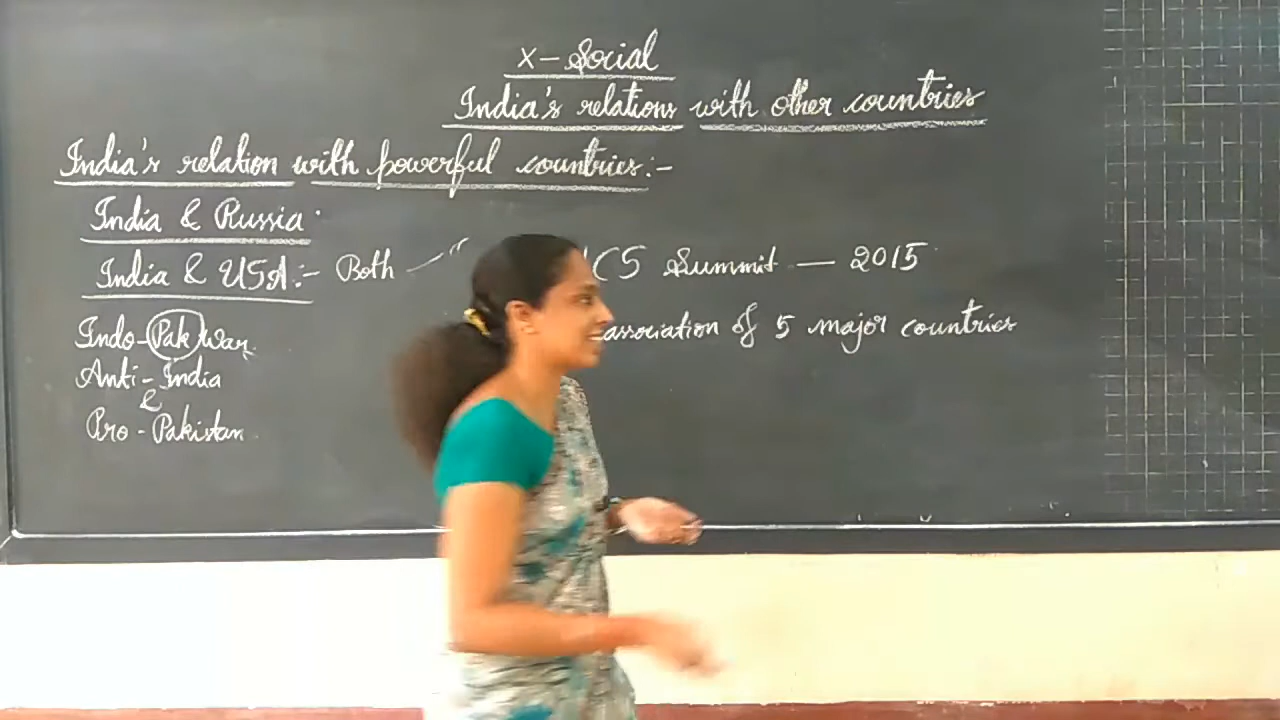 X - Social
India's relations with other countries
India's relation with powerful countries:-
India & Russia
India & USA:- Both —
CS Summit — 2015
association of 5 major countries
Indo-Pak War
Anti-India
&
Pro-Pakistan